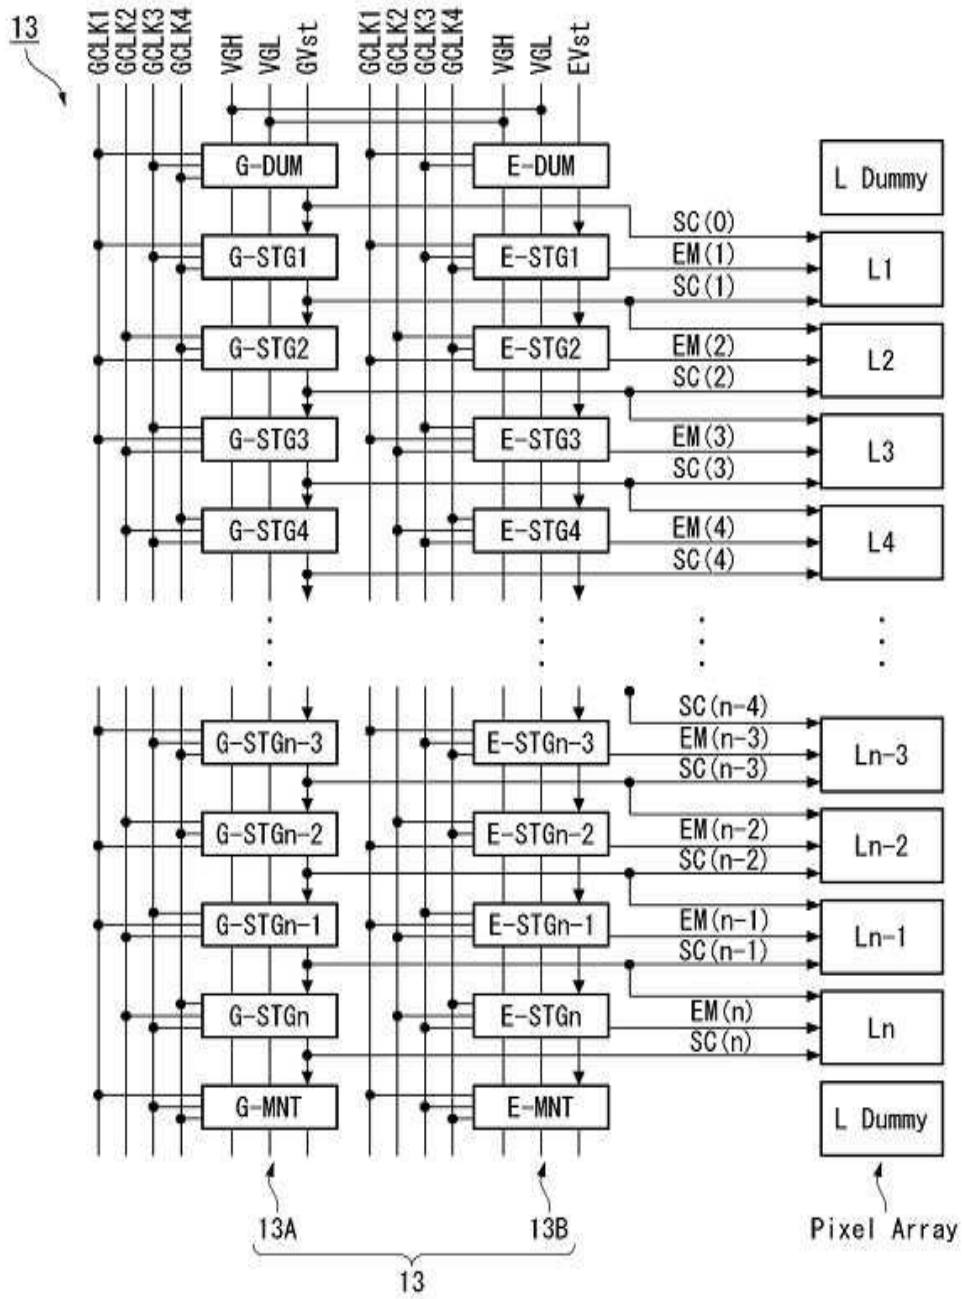 13
GCLK1 GCLK2 GCLK3 GCLK4 VGH VGL GVst GCLK1 GCLK2 GCLK3 GCLK4 VGH VGL EVst
G-DUM E-DUM L Dummy
SC(0)
G-STG1 E-STG1 EM(1) L1
SC(1)
G-STG2 E-STG2 EM(2) L2
SC(2)
G-STG3 E-STG3 EM(3) L3
SC(3)
G-STG4 E-STG4 EM(4) L4
SC(4)
SC(n-4)
G-STGn-3 E-STGn-3 EM(n-3) Ln-3
SC(n-3)
G-STGn-2 E-STGn-2 EM(n-2) Ln-2
SC(n-2)
G-STGn-1 E-STGn-1 EM(n-1) Ln-1
SC(n-1)
G-STGn E-STGn EM(n) Ln
SC(n)
G-MNT E-MNT L Dummy
13A 13B Pixel Array
13